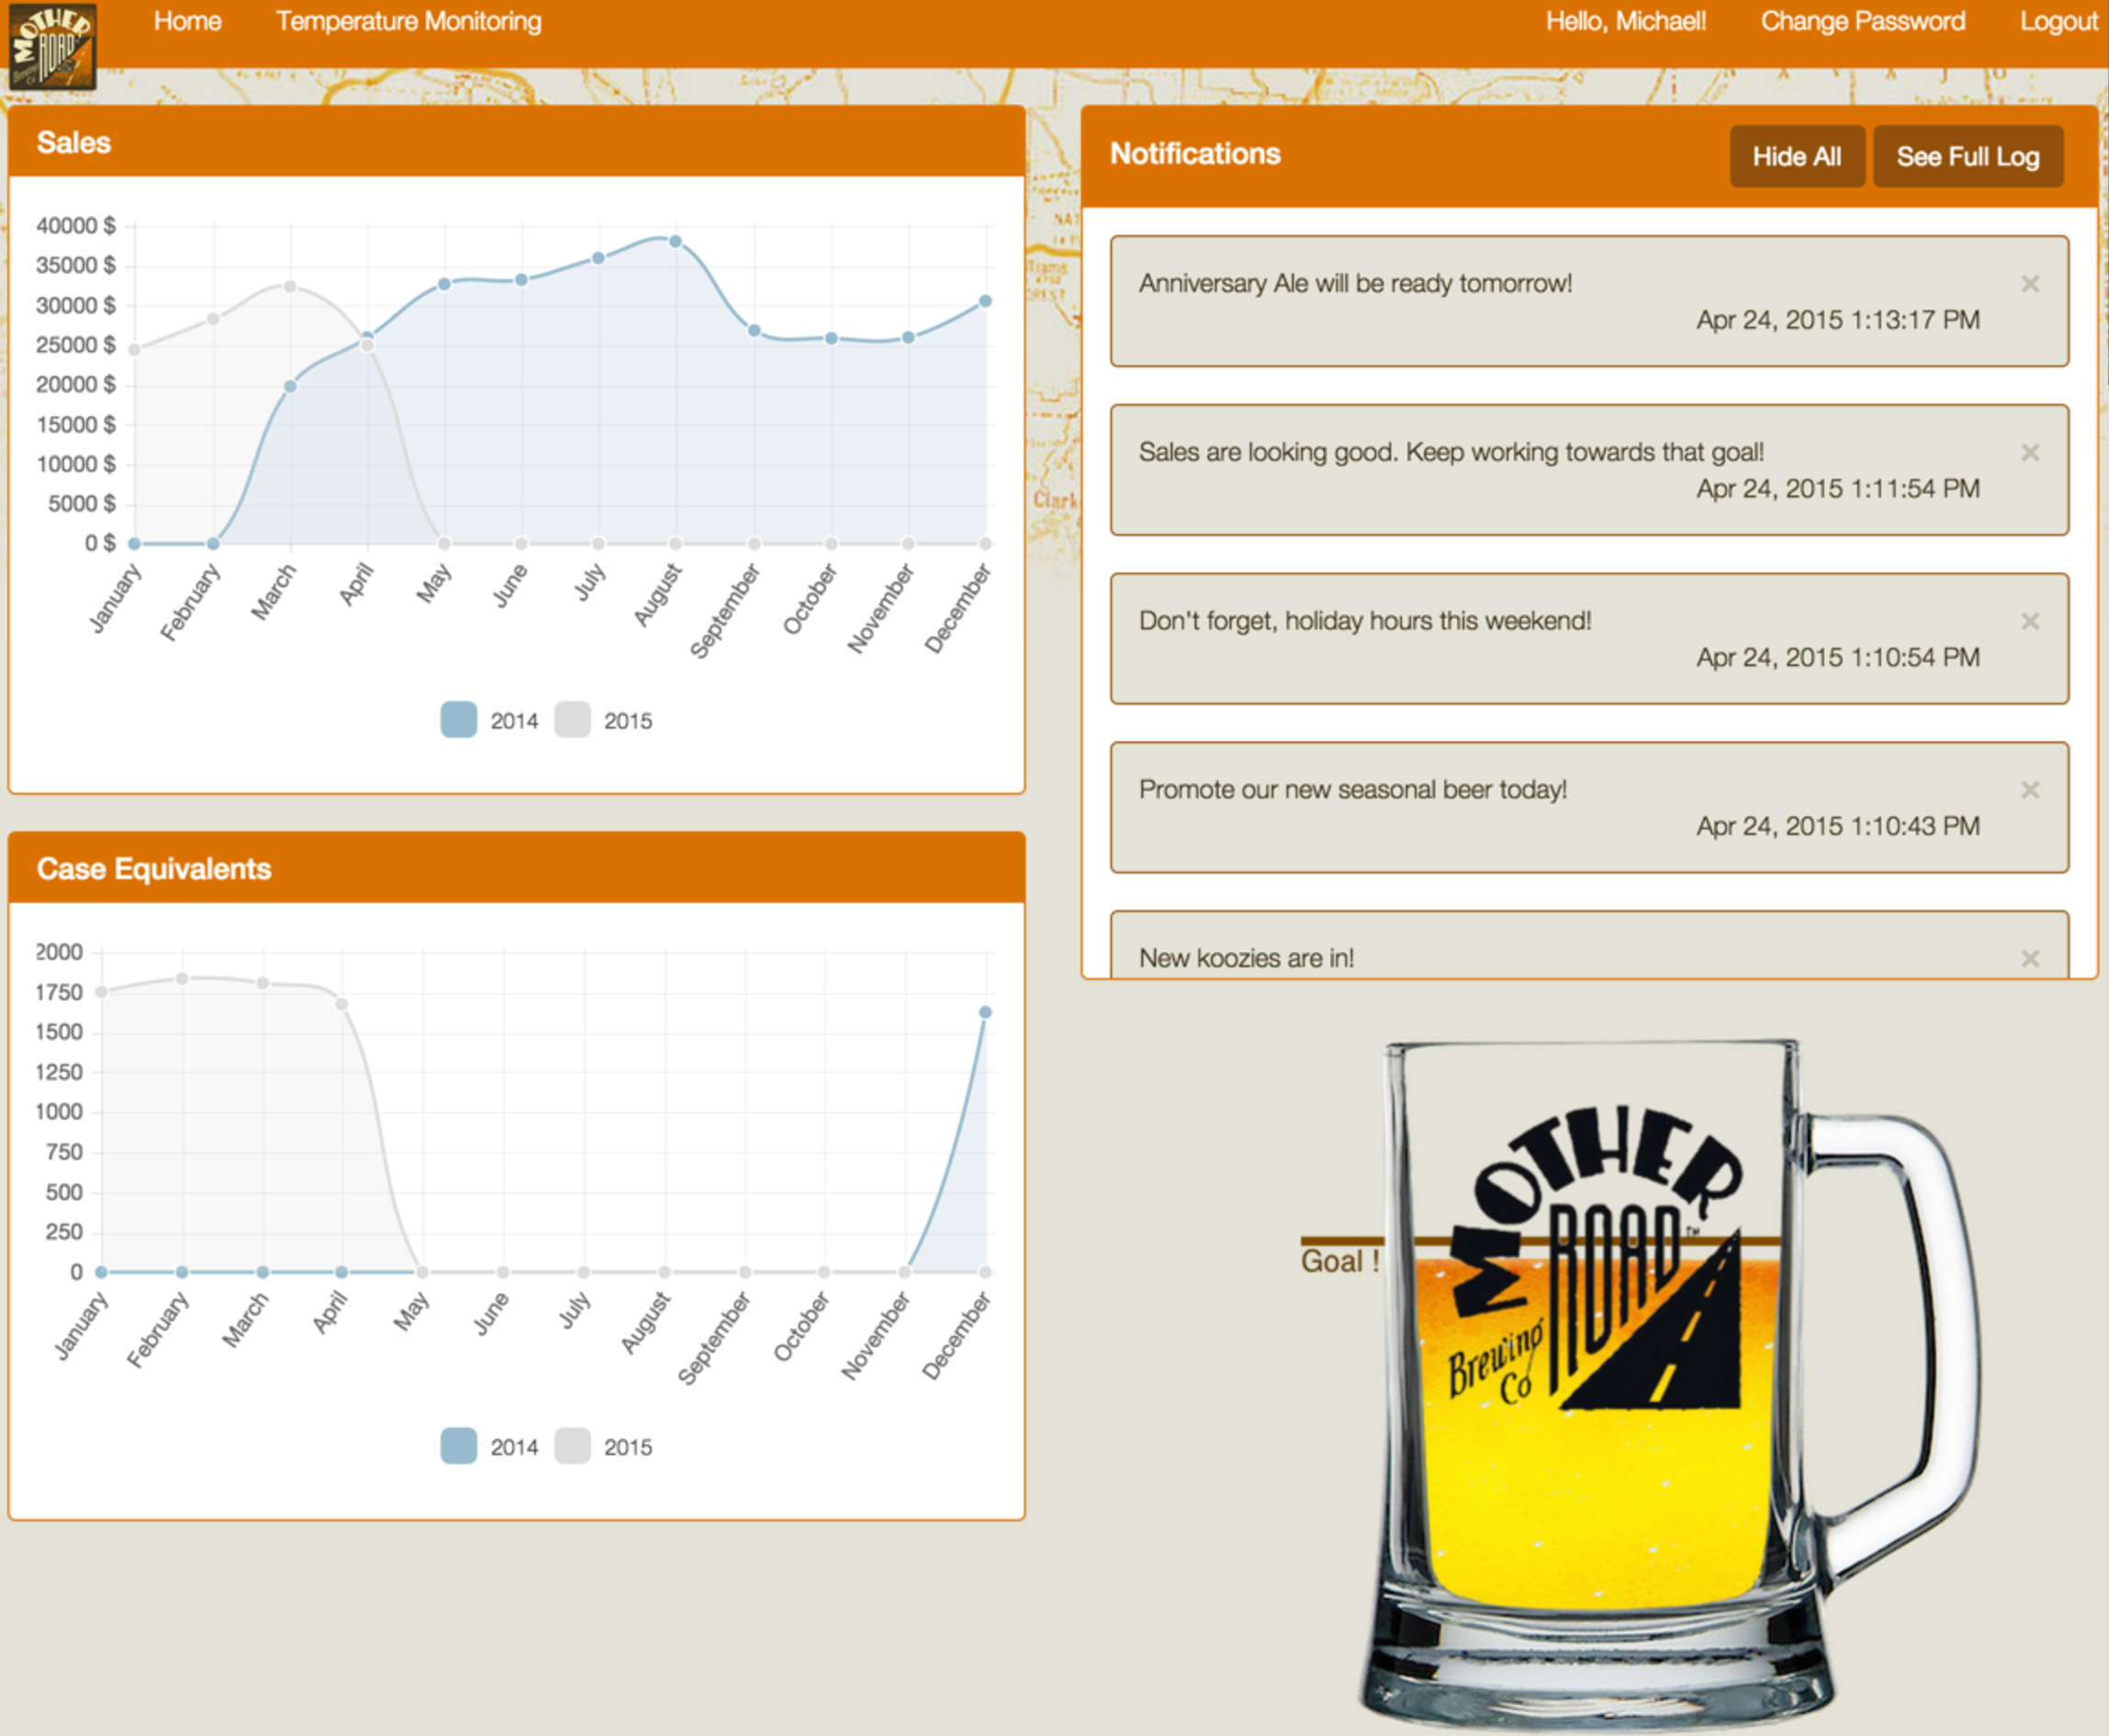 MOTHER
ROAD
Brewing
Co
Home
Temperature Monitoring
Hello, Michael!
Change Password
Logout
Sales
40000 $
35000 $
30000 $
25000 $
20000 $
15000 $
10000 $
5000 $
0 $
January
February
March
April
May
June
July
August
September
October
November
December
2014
2015
Case Equivalents
2000
1750
1500
1250
1000
750
500
250
0
January
February
March
April
May
June
July
August
September
October
November
December
2014
2015
Notifications
Hide All
See Full Log
Anniversary Ale will be ready tomorrow!
Apr 24, 2015 1:13:17 PM
Sales are looking good. Keep working towards that goal!
Apr 24, 2015 1:11:54 PM
Don't forget, holiday hours this weekend!
Apr 24, 2015 1:10:54 PM
Promote our new seasonal beer today!
Apr 24, 2015 1:10:43 PM
New koozies are in!
Clark
Goal !
MOTHER
ROAD™
Brewing
Co